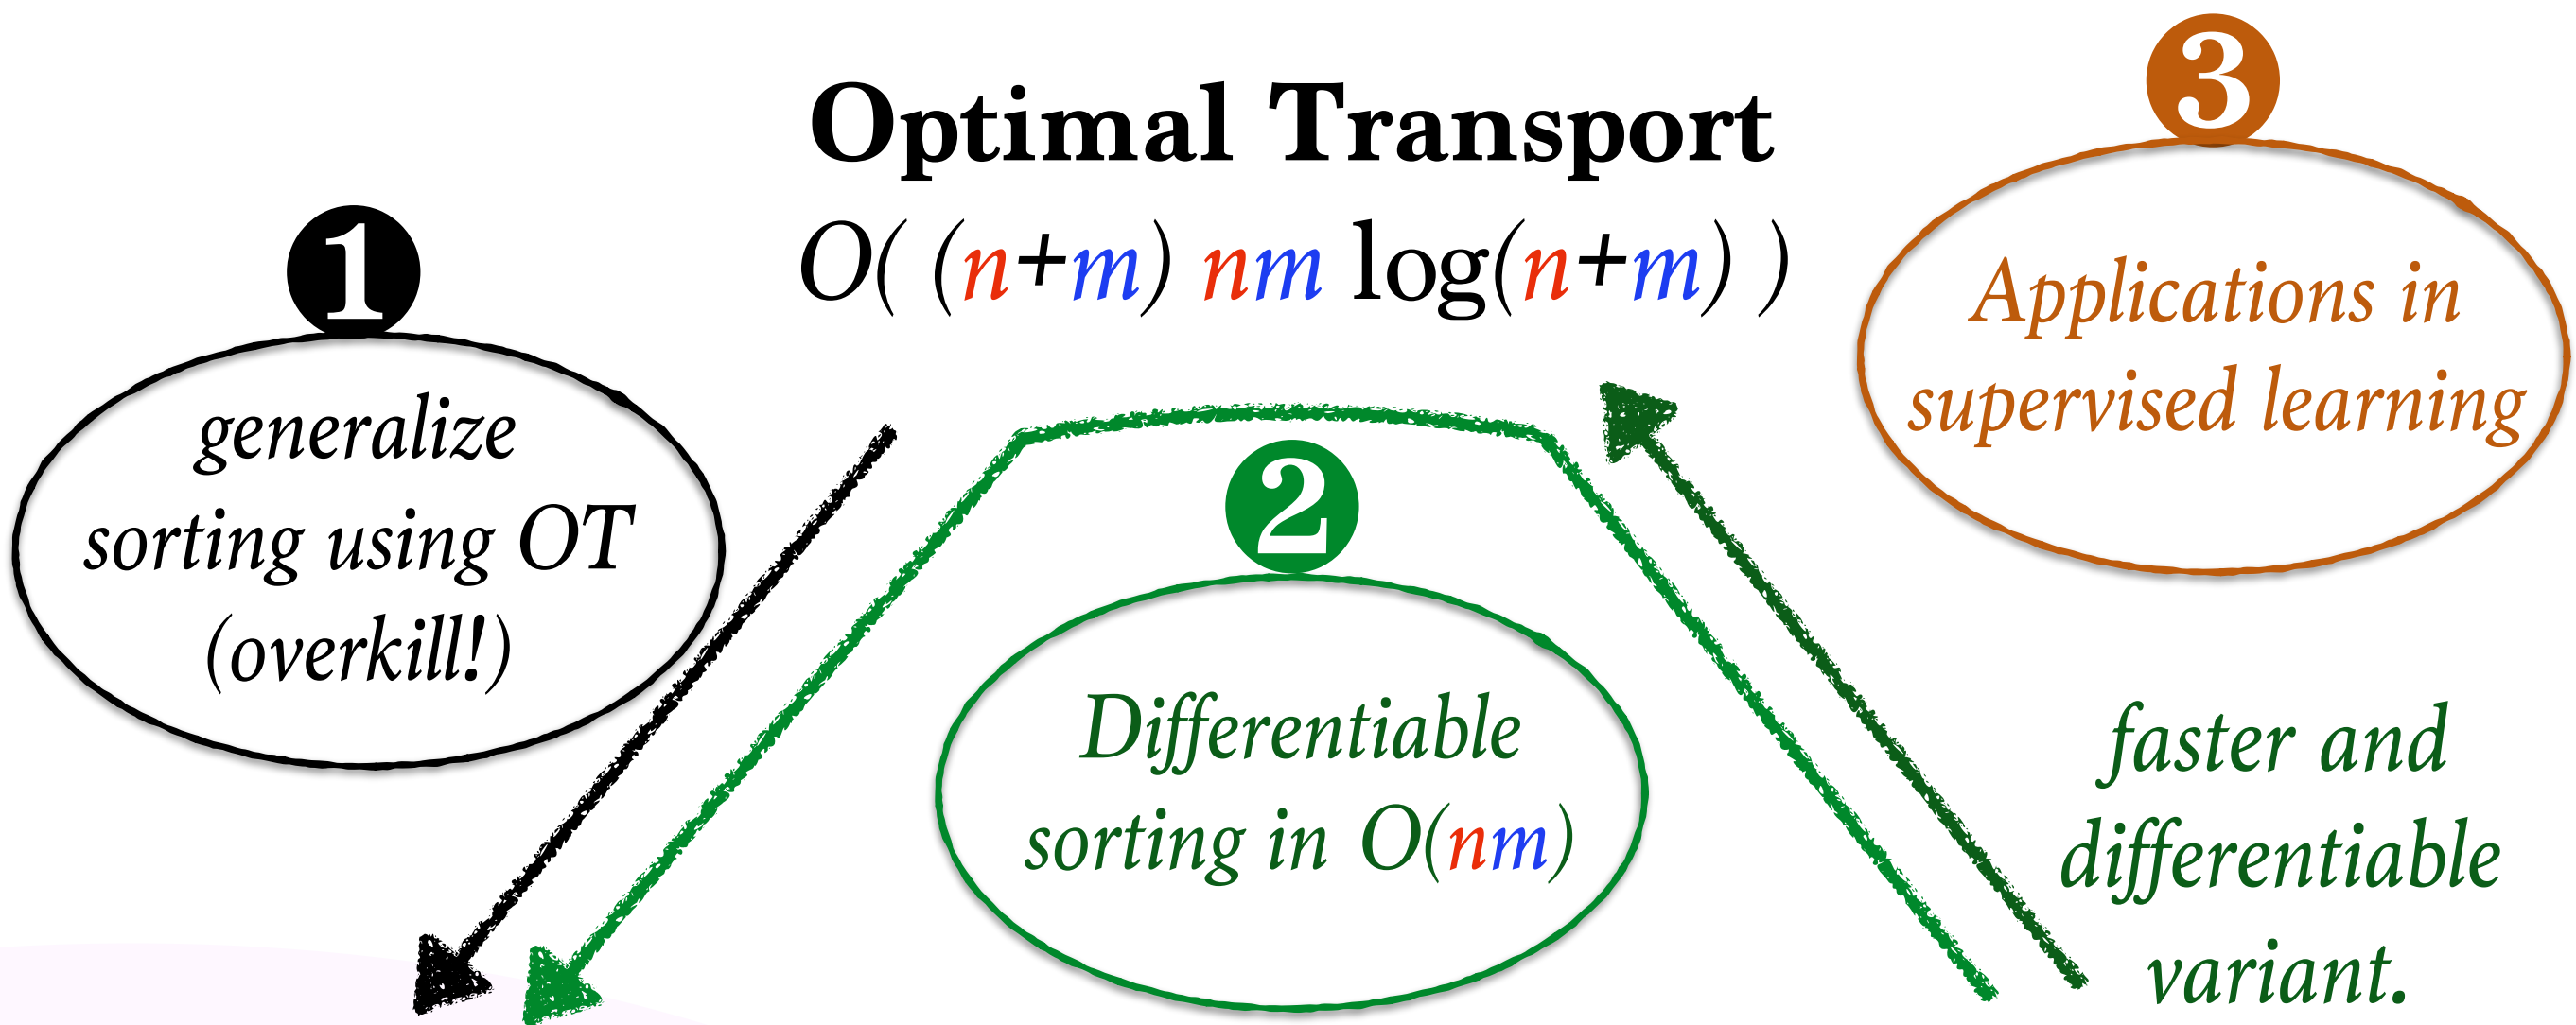 Optimal Transport
O( (n+m) nm log(n+m) )
1
generalize
sorting using OT
(overkill!)
2
Differentiable
sorting in O(nm)
3
Applications in
supervised learning
faster and
differentiable
variant.